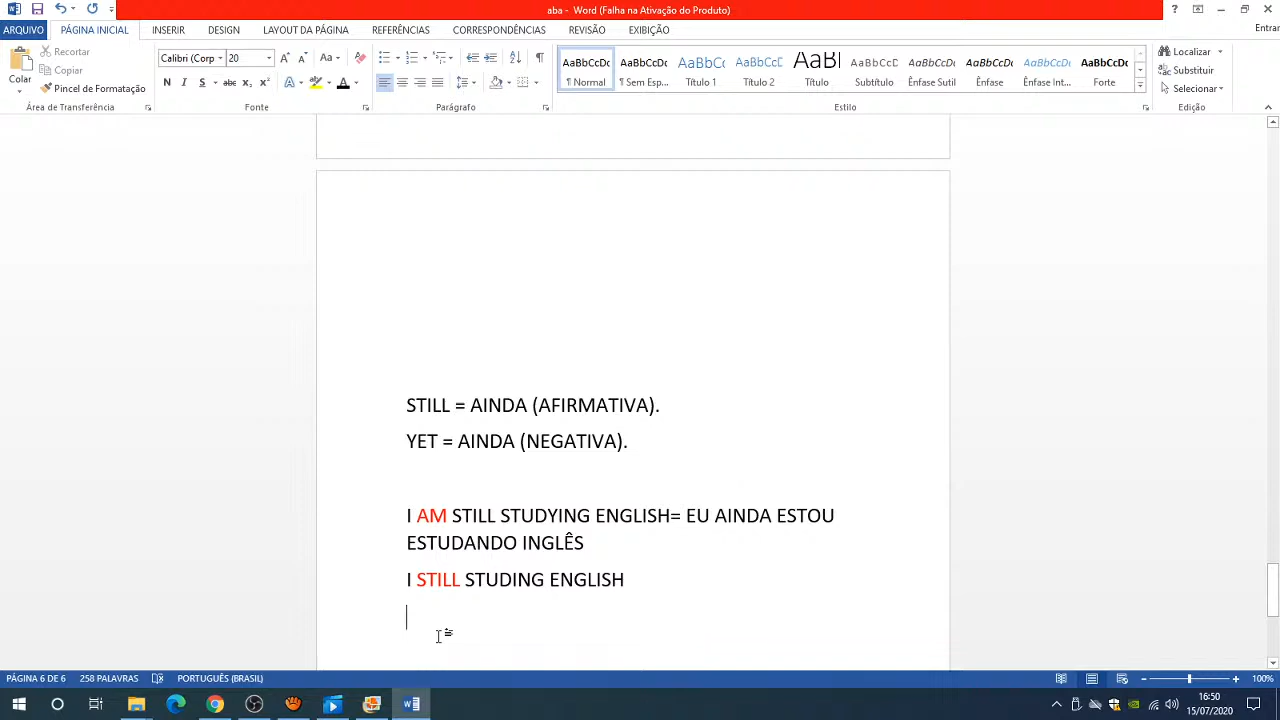 aba - Word (Falha na Ativação do Produto)
ARQUIVO PÁGINA INICIAL INSERIR DESIGN LAYOUT DA PÁGINA REFERÊNCIAS CORRESPONDÊNCIAS REVISÃO EXIBIÇÃO Entrar
Colar
Recortar
Copiar
Pincel de Formatação
Área de Transferência
Calibri (Corp 20
N I S abc x₂ x²
Fonte
Parágrafo
AaBbCcDc AaBbCcDc AaBbCc AaBbCcC AaBl AaBbCcC AaBbCcDc AaBbCcDc AaBbCcDc AaBbCcDc
¶ Normal ¶ Sem Esp... Título 1 Título 2 Título Subtítulo Ênfase Sutil Ênfase Ênfase Int... Forte
Estilo
Localizar
Substituir
Selecionar
Edição
STILL = AINDA (AFIRMATIVA).
YET = AINDA (NEGATIVA).
I AM STILL STUDYING ENGLISH= EU AINDA ESTOU
ESTUDANDO INGLÊS
I STILL STUDING ENGLISH
PÁGINA 6 DE 6 258 PALAVRAS PORTUGUÊS (BRASIL) 100%
16:50
15/07/2020